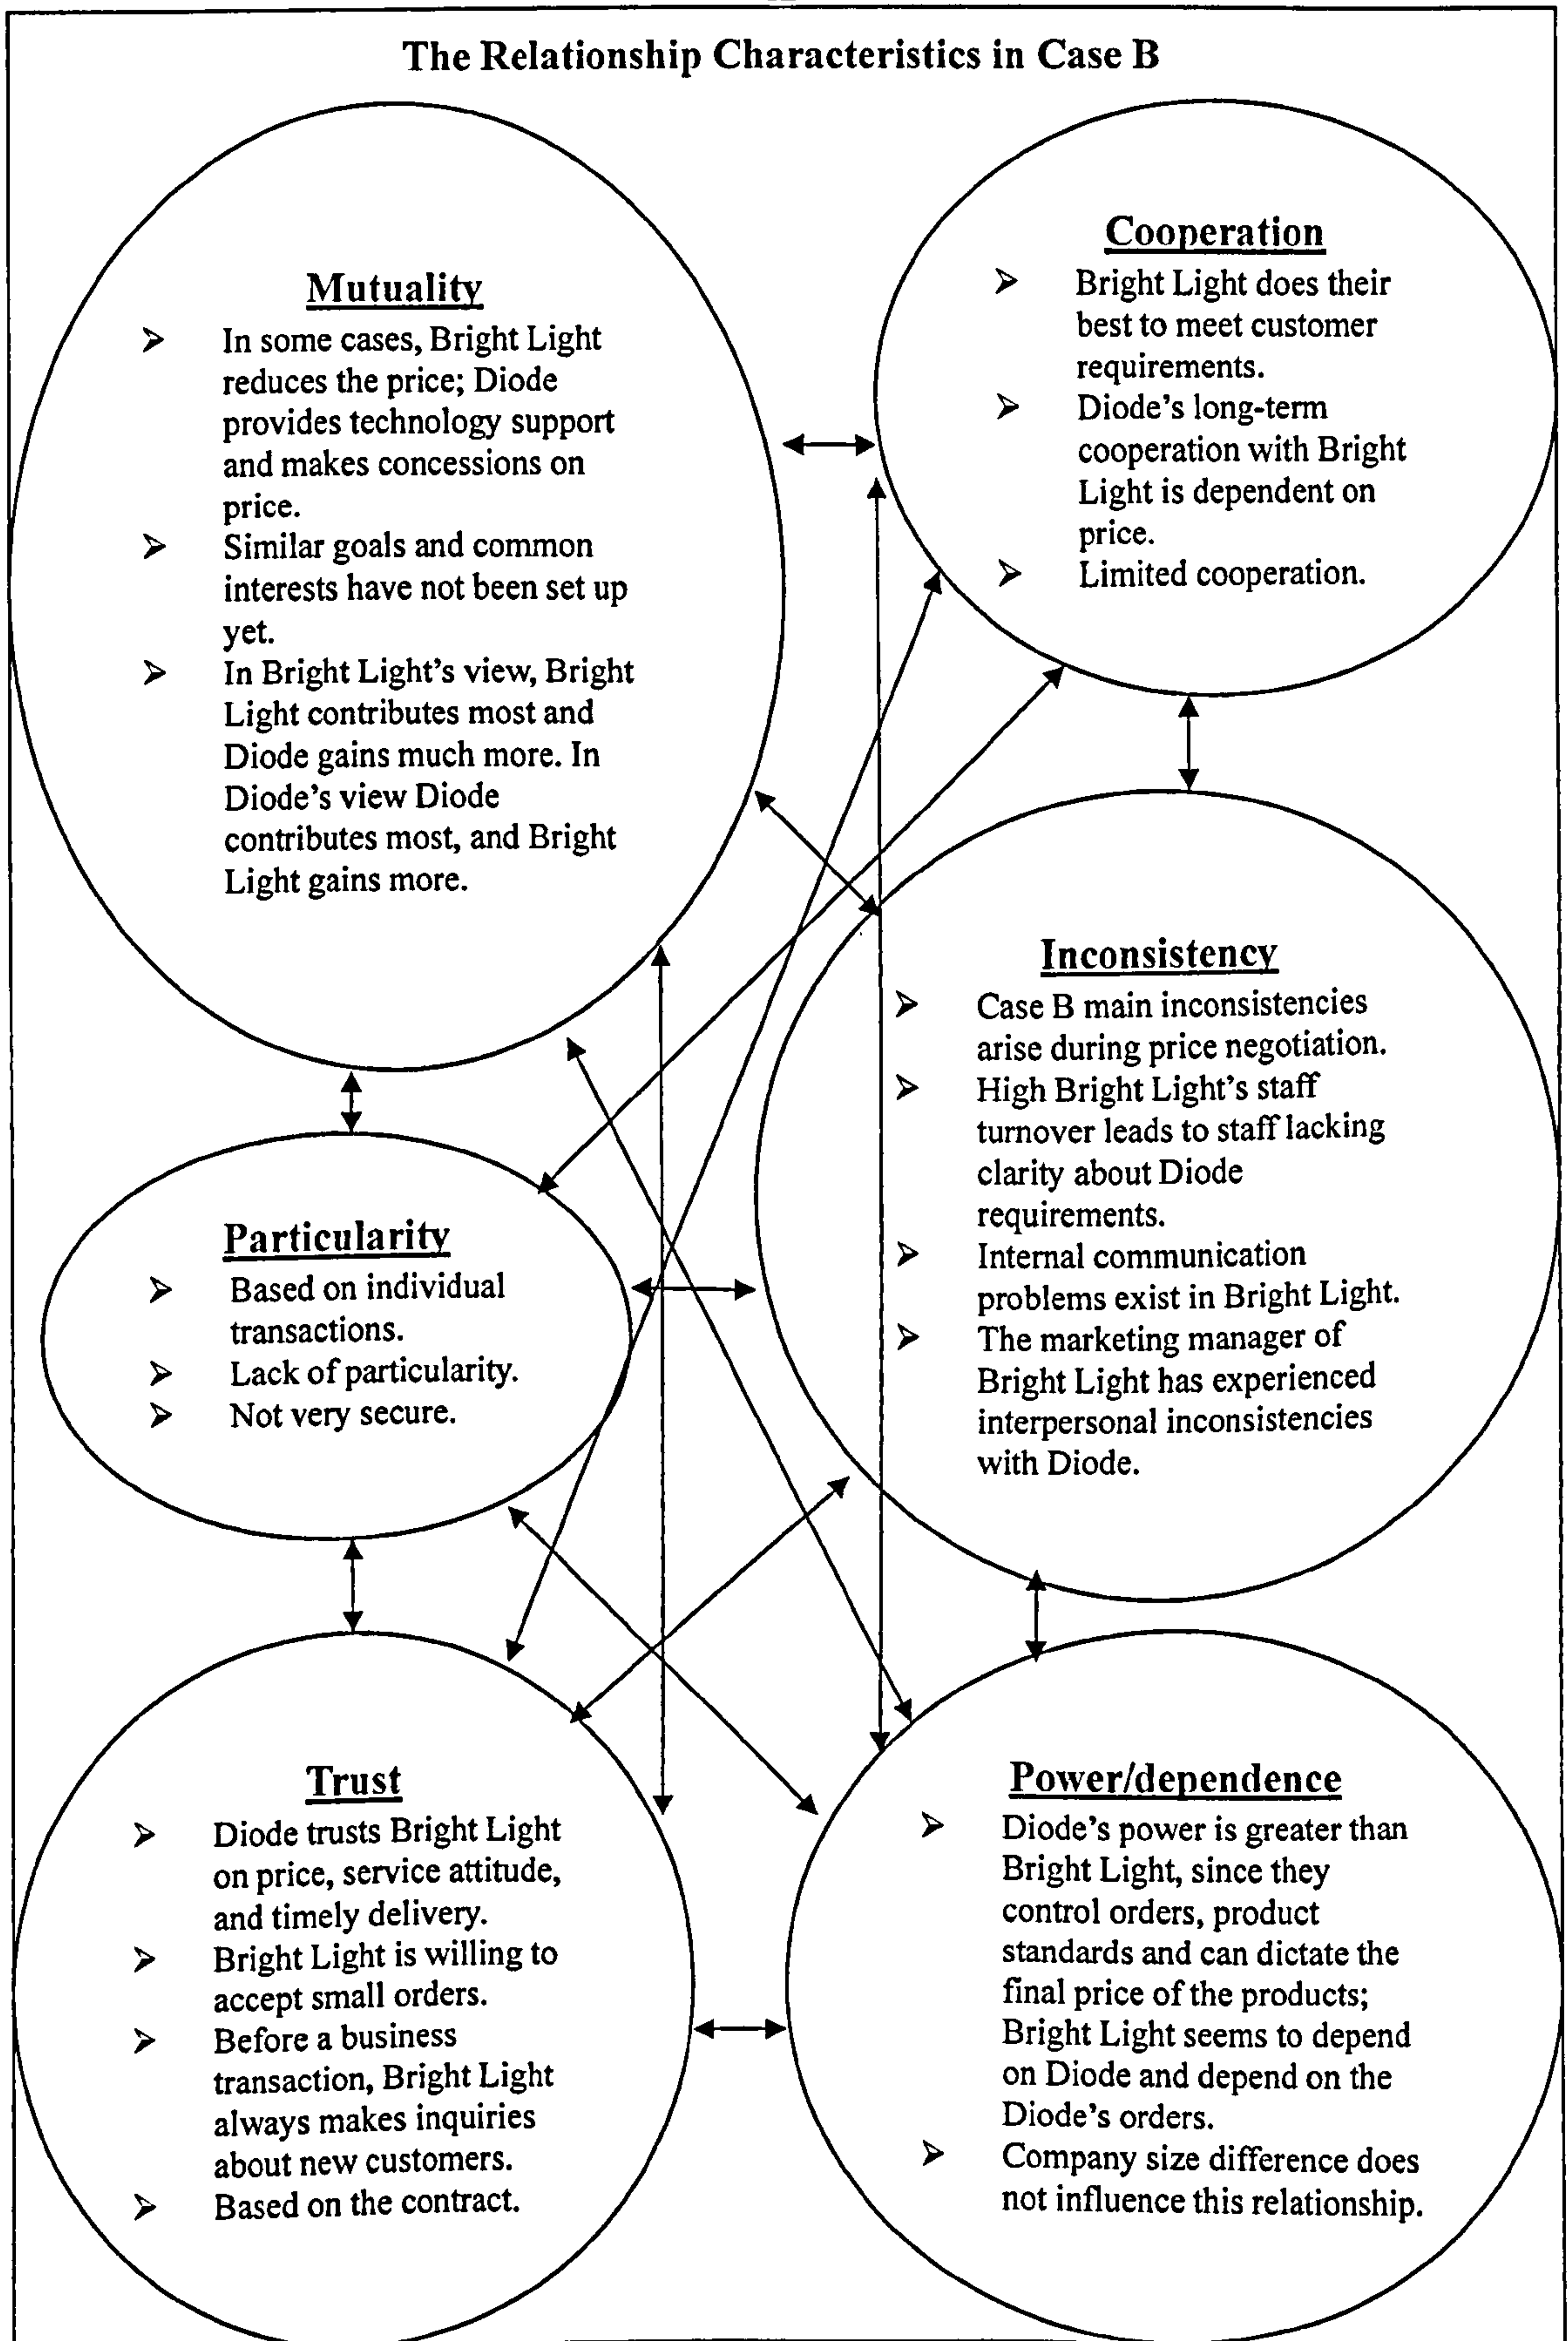 The Relationship Characteristics in Case B
Mutuality
➢ In some cases, Bright Light
reduces the price; Diode
provides technology support
and makes concessions on
price.
➢ Similar goals and common
interests have not been set up
yet.
➢ In Bright Light's view, Bright
Light contributes most and
Diode gains much more. In
Diode's view Diode
contributes most, and Bright
Light gains more.
Cooperation
➢ Bright Light does their
best to meet customer
requirements.
➢ Diode's long-term
cooperation with Bright
Light is dependent on
price.
➢ Limited cooperation.
Inconsistency
➢ Case B main inconsistencies
arise during price negotiation.
➢ High Bright Light's staff
turnover leads to staff lacking
clarity about Diode
requirements.
➢ Internal communication
problems exist in Bright Light.
➢ The marketing manager of
Bright Light has experienced
interpersonal inconsistencies
with Diode.
Particularity
➢ Based on individual
transactions.
➢ Lack of particularity.
➢ Not very secure.
Trust
➢ Diode trusts Bright Light
on price, service attitude,
and timely delivery.
➢ Bright Light is willing to
accept small orders.
➢ Before a business
transaction, Bright Light
always makes inquiries
about new customers.
➢ Based on the contract.
Power/dependence
➢ Diode's power is greater than
Bright Light, since they
control orders, product
standards and can dictate the
final price of the products;
Bright Light seems to depend
on Diode and depend on the
Diode's orders.
➢ Company size difference does
not influence this relationship.